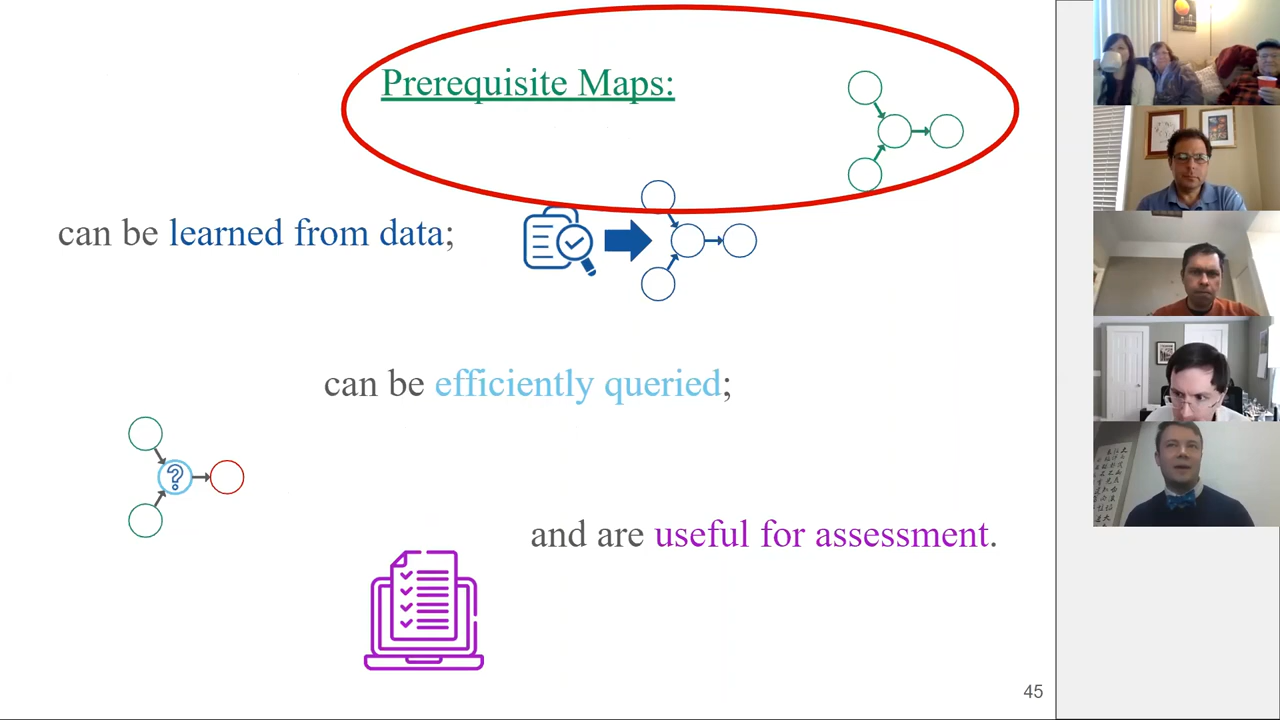 Prerequisite Maps:
can be learned from data;
can be efficiently queried;
?
and are useful for assessment.
45